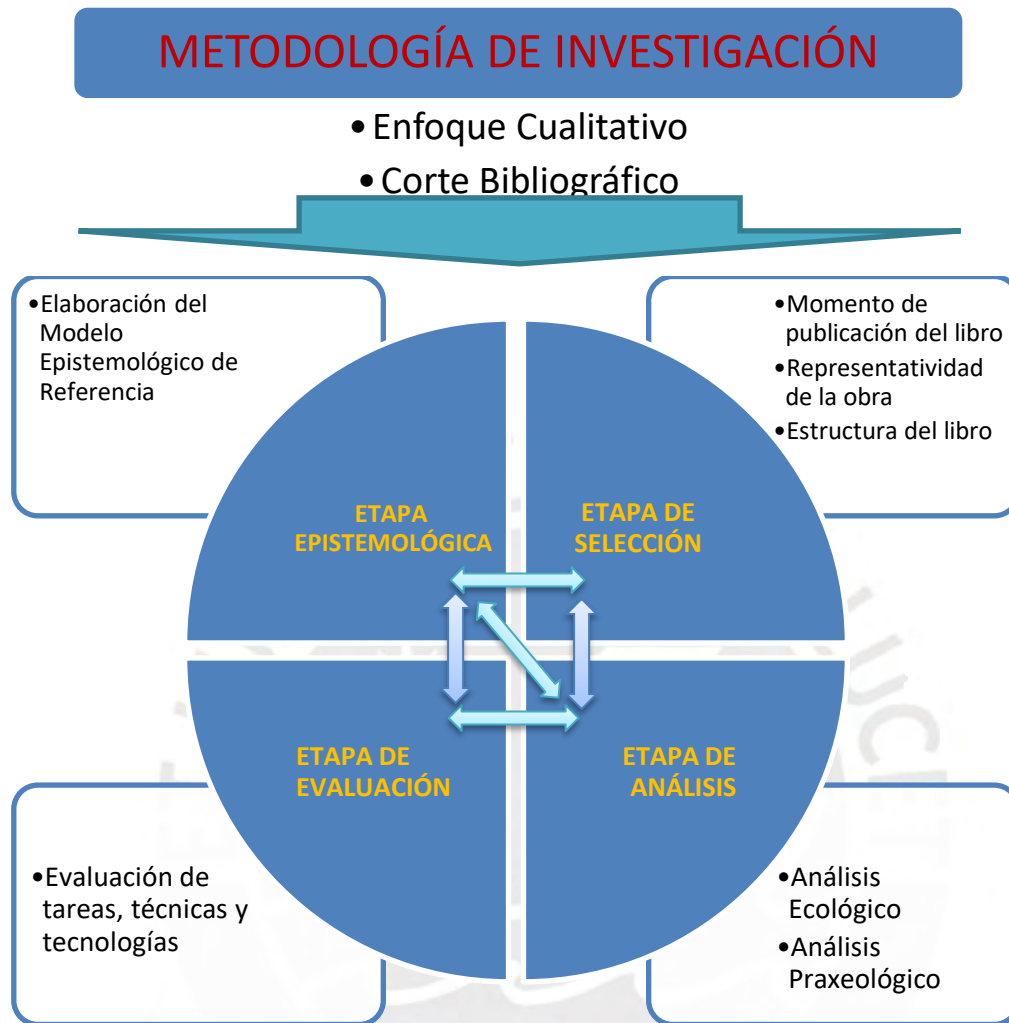 METODOLOGÍA DE INVESTIGACIÓN
•Enfoque Cualitativo
•Corte Bibliográfico
•Elaboración del
Modelo
Epistemológico de
Referencia
•Momento de
publicación del libro
•Representatividad
de la obra
•Estructura del libro
ETAPA
EPISTEMOLÓGICA
ETAPA DE
SELECCIÓN
ETAPA DE
EVALUACIÓN
ETAPA DE
ANÁLISIS
•Evaluación de
tareas, técnicas y
tecnologías
•Análisis
Ecológico
•Análisis
Praxeológico